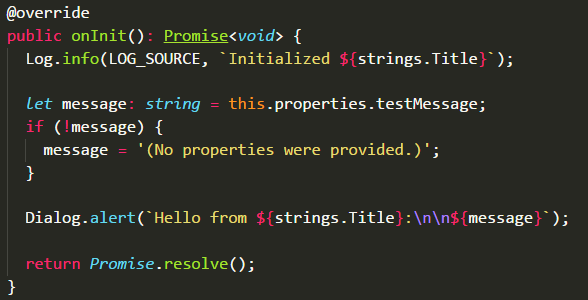 @override
public onInit(): Promise<void> {
  Log.info(LOG_SOURCE, `Initialized ${strings.Title}`);

  let message: string = this.properties.testMessage;
  if (!message) {
    message = '(No properties were provided.)';
  }

  Dialog.alert(`Hello from ${strings.Title}:\n\n${message}`);

  return Promise.resolve();
}